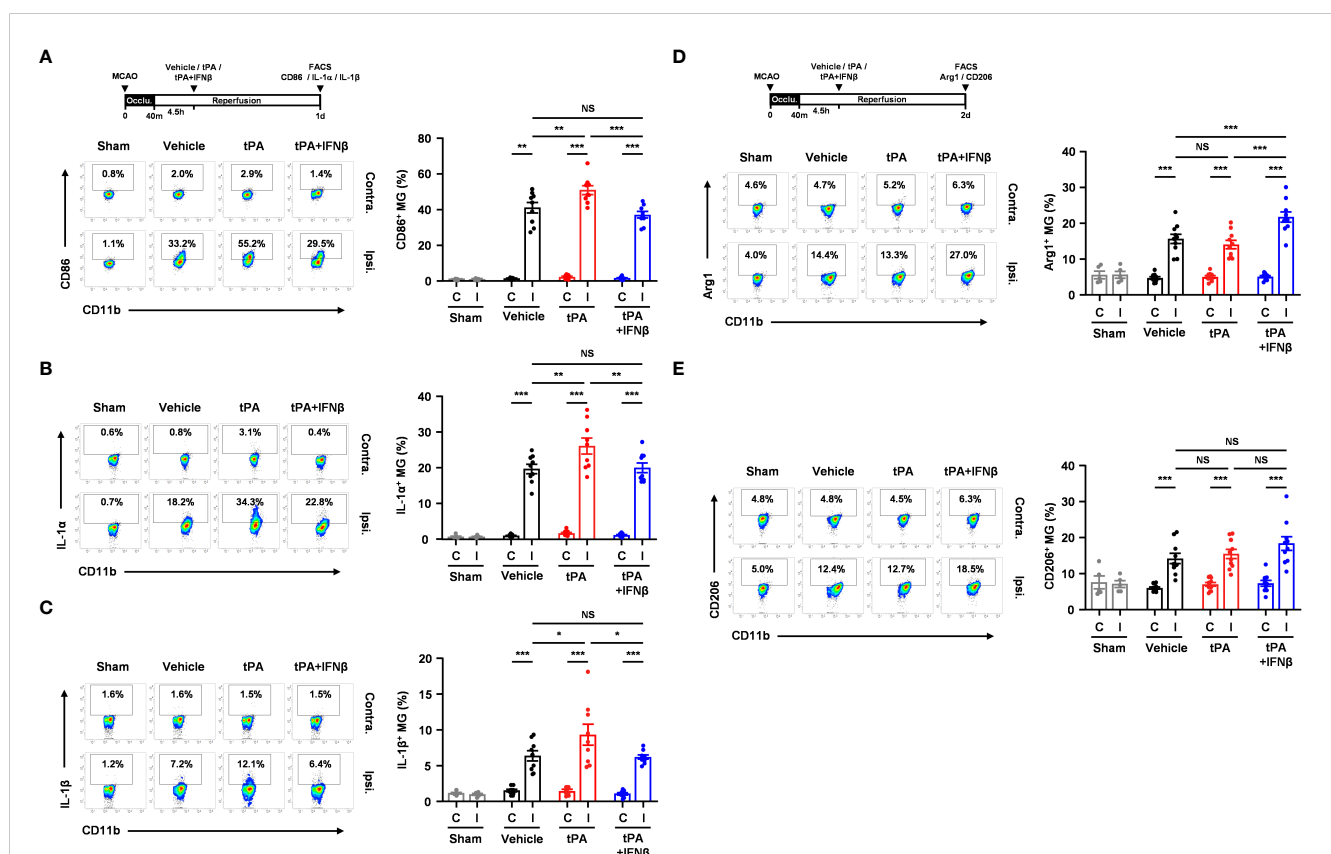 A
MCAO
Vehicle / tPA /
tPA+IFNβ
FACS
CD86 / IL-1α / IL-1β
Occlu.
Reperfusion
0
40m
4.5h
1d
Sham
Vehicle
tPA
tPA+IFNβ
0.8%
2.0%
2.9%
1.4%
Contra.
1.1%
33.2%
55.2%
29.5%
Ipsi.
CD86
CD11b
CD86+ MG (%)
80
60
40
20
0
NS
** ***
** *** ***
C I C I C I C I
Sham
Vehicle
tPA
tPA
+IFNβ
B
Sham
Vehicle
tPA
tPA+IFNβ
0.6%
0.8%
3.1%
0.4%
Contra.
0.7%
18.2%
34.3%
22.8%
Ipsi.
IL-1α
CD11b
IL-1α+ MG (%)
40
30
20
10
0
NS
** **
*** *** ***
C I C I C I C I
Sham
Vehicle
tPA
tPA
+IFNβ
C
Sham
Vehicle
tPA
tPA+IFNβ
1.6%
1.6%
1.5%
1.5%
Contra.
1.2%
7.2%
12.1%
6.4%
Ipsi.
IL-1β
CD11b
IL-1β+ MG (%)
20
15
10
5
0
NS
* *
*** *** ***
C I C I C I C I
Sham
Vehicle
tPA
tPA
+IFNβ
D
MCAO
Vehicle / tPA /
tPA+IFNβ
FACS
Arg1 / CD206
Occlu.
Reperfusion
0
40m
4.5h
2d
Sham
Vehicle
tPA
tPA+IFNβ
4.6%
4.7%
5.2%
6.3%
Contra.
4.0%
14.4%
13.3%
27.0%
Ipsi.
Arg1
CD11b
Arg1+ MG (%)
40
30
20
10
0
***
NS ***
*** *** ***
C I C I C I C I
Sham
Vehicle
tPA
tPA
+IFNβ
E
Sham
Vehicle
tPA
tPA+IFNβ
4.8%
4.8%
4.5%
6.3%
Contra.
5.0%
12.4%
12.7%
18.5%
Ipsi.
CD206
CD11b
CD206+ MG (%)
40
30
20
10
0
NS
NS NS
*** *** ***
C I C I C I C I
Sham
Vehicle
tPA
tPA
+IFNβ